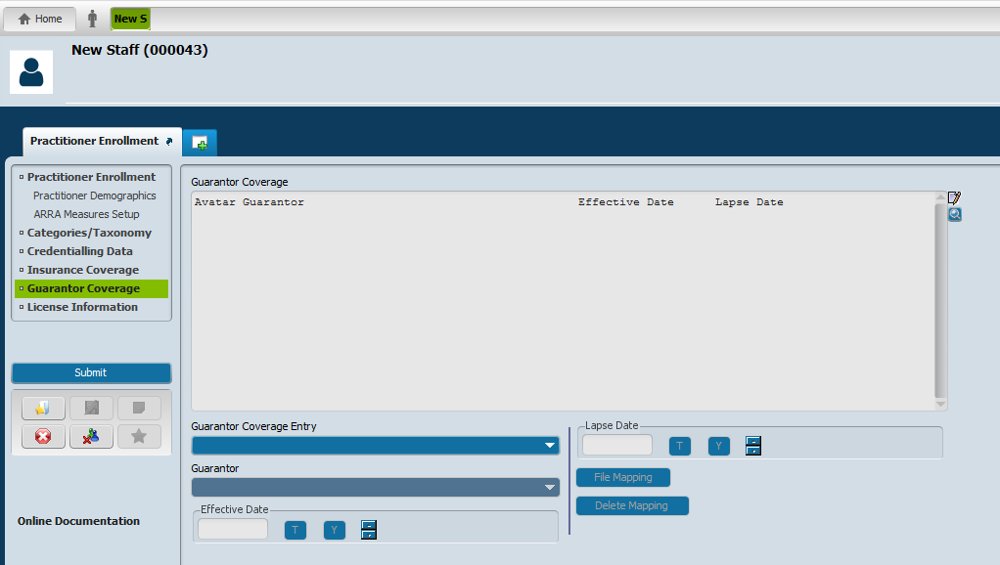 Home
New S
New Staff (000043)
Practitioner Enrollment
Practitioner Enrollment
Practitioner Demographics
ARRA Measures Setup
Categories/Taxonomy
Credentialling Data
Insurance Coverage
Guarantor Coverage
License Information
Submit
Online Documentation
Guarantor Coverage
Avatar Guarantor Effective Date Lapse Date
Guarantor Coverage Entry
Guarantor
Effective Date
T Y
Lapse Date
T Y
File Mapping
Delete Mapping